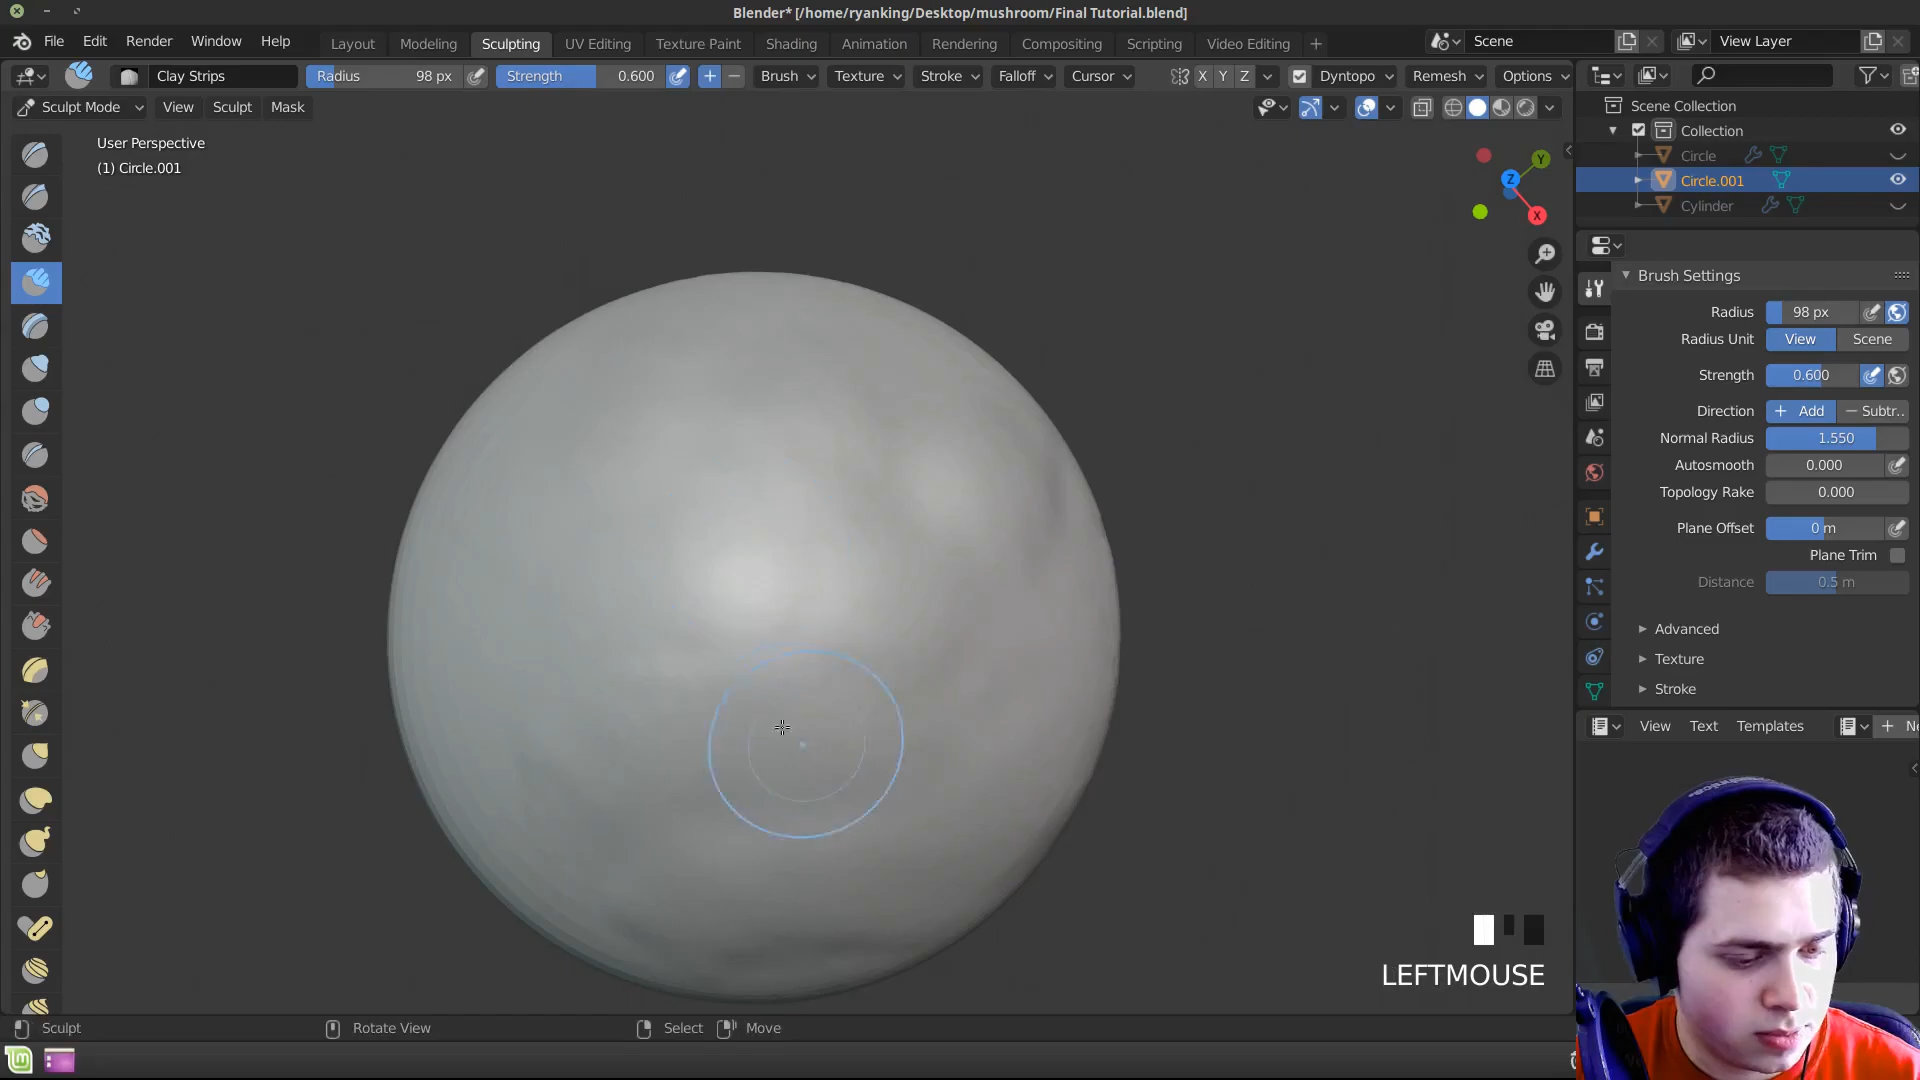 Blender* [/home/ryanking/Desktop/mushroom/Final Tutorial.blend]
File Edit Render Window Help Layout Modeling Sculpting UV Editing Texture Paint Shading Animation Rendering Compositing Scripting Video Editing + Scene View Layer
Clay Strips Radius 98 px Strength 0.600 + − Brush Texture Stroke Falloff Cursor X Y Z Dyntopo Remesh Options
Sculpt Mode View Sculpt Mask
User Perspective
(1) Circle.001
Y
Z
X
Scene Collection
Collection
Circle
Circle.001
Cylinder
Brush Settings
Radius 98 px
Radius Unit View Scene
Strength 0.600
Direction + Add − Subtr..
Normal Radius 1.550
Autosmooth 0.000
Topology Rake 0.000
Plane Offset 0 m
Plane Trim
Distance 0.5 m
Advanced
Texture
Stroke
View Text Templates + Ne
LEFTMOUSE
Sculpt Rotate View Select Move